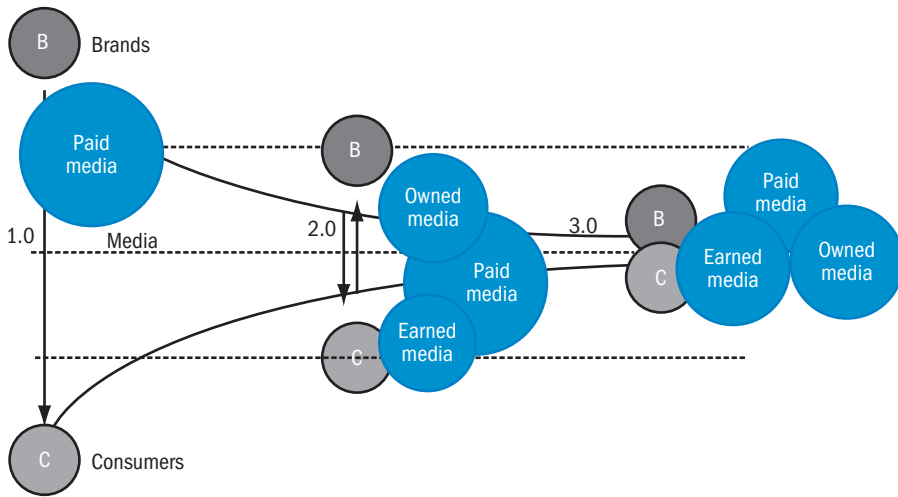 B
Brands
Paid
media
1.0
Media
C
Consumers
B
2.0
Owned
media
Paid
media
Earned
media
C
3.0
B
C
Paid
media
Earned
media
Owned
media